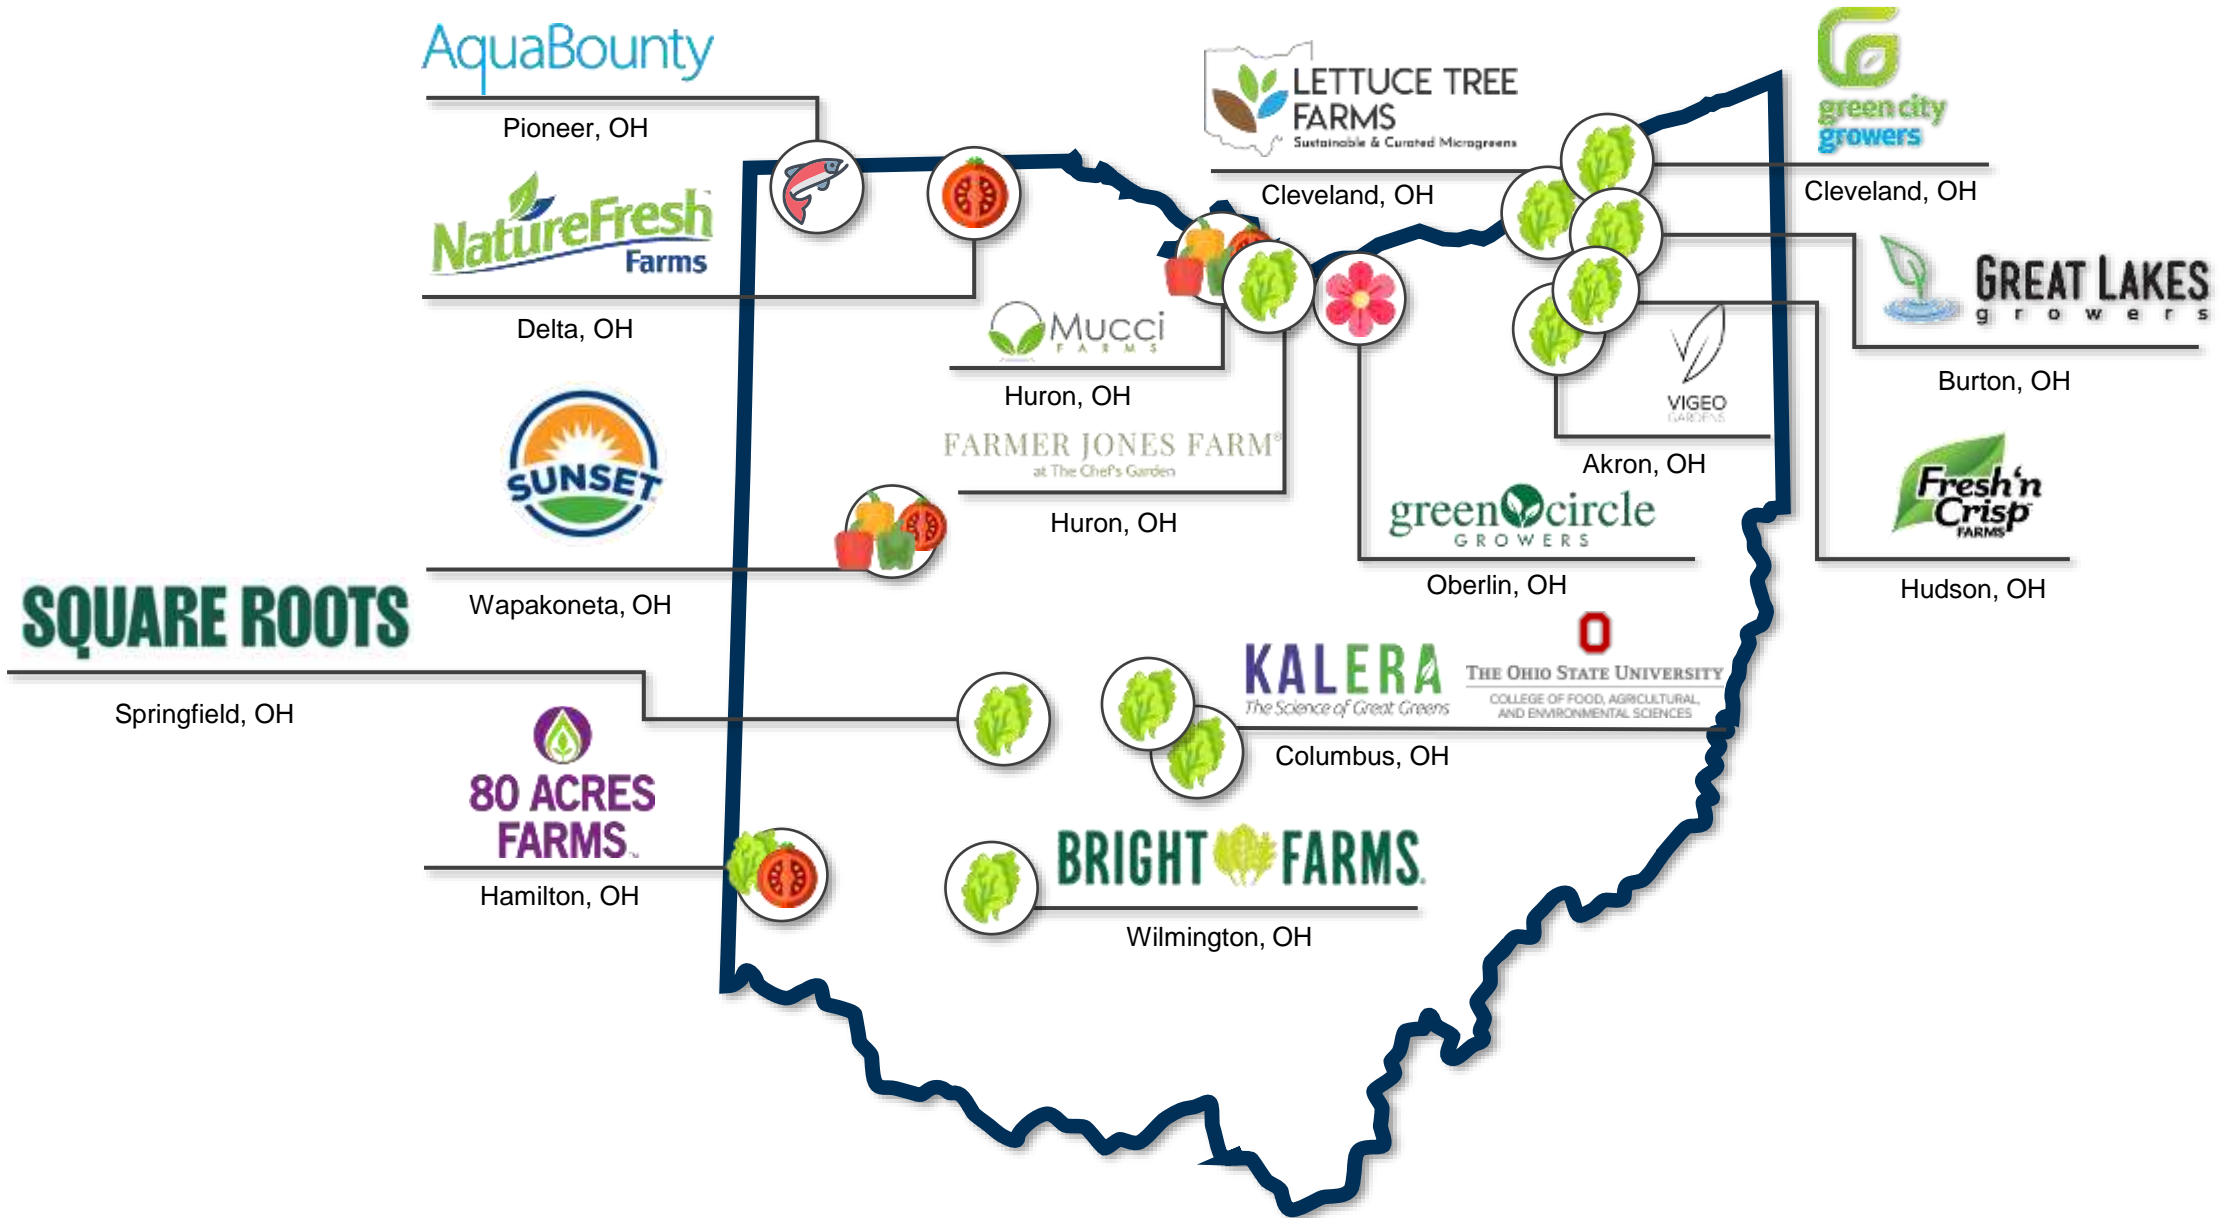 AquaBounty
Pioneer, OH
NatureFresh™
Farms
Delta, OH
SUNSET
Wapakoneta, OH
SQUARE ROOTS
Springfield, OH
80 ACRES
FARMS™
Hamilton, OH
LETTUCE TREE
FARMS
Sustainable & Curated Microgreens
Cleveland, OH
green city
growers
Cleveland, OH
GREAT LAKES
growers
Burton, OH
Mucci
FARMS
Huron, OH
FARMER JONES FARM®
at The Chef's Garden
Huron, OH
VIGEO
GARDENS
Akron, OH
green circle
GROWERS
Oberlin, OH
Fresh'n
Crisp
FARMS
Hudson, OH
KALERA
The Science of Great Greens
O
THE OHIO STATE UNIVERSITY
COLLEGE OF FOOD, AGRICULTURAL,
AND ENVIRONMENTAL SCIENCES
Columbus, OH
BRIGHT FARMS
Wilmington, OH